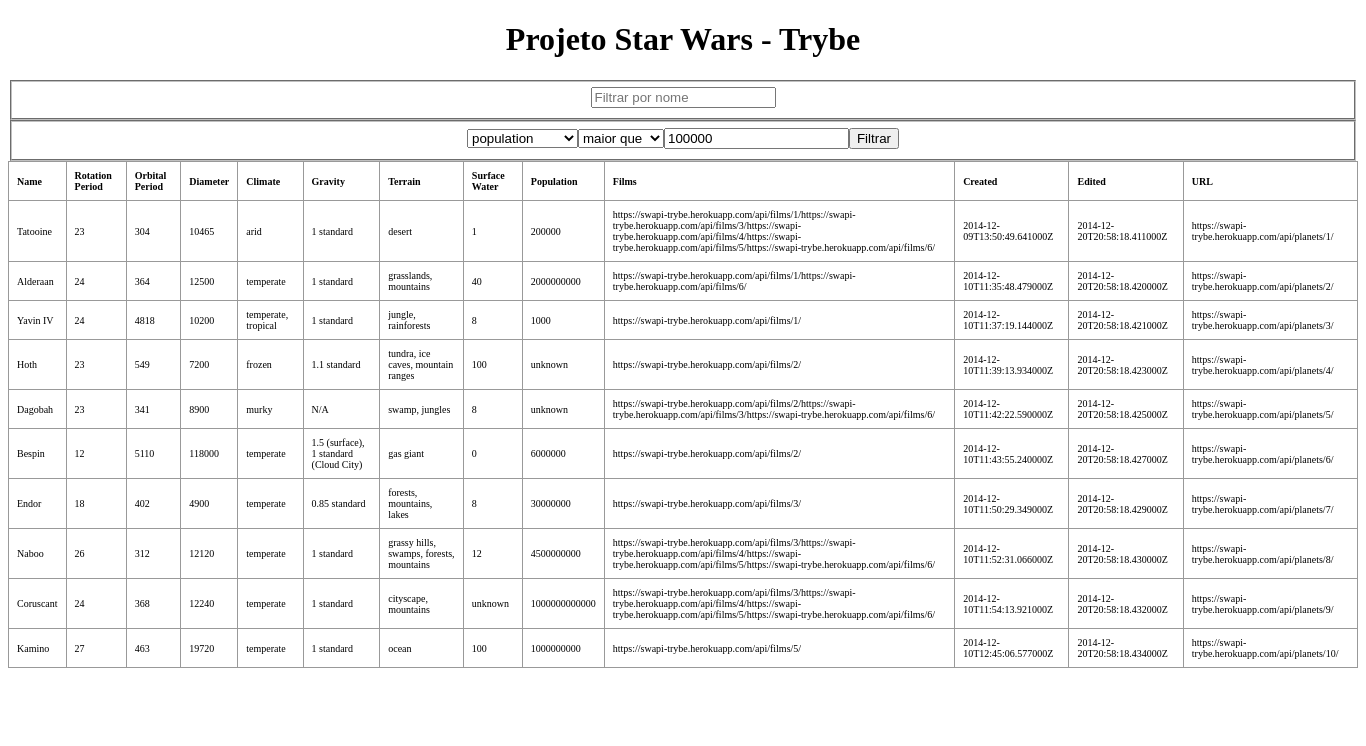 Projeto Star Wars - Trybe
Filtrar por nome
population maior que 100000 Filtrar
Name Rotation Period Orbital Period Diameter Climate Gravity Terrain Surface Water Population Films Created Edited URL
Tatooine 23 304 10465 arid 1 standard desert 1 200000 https://swapi-trybe.herokuapp.com/api/films/1/https://swapi-trybe.herokuapp.com/api/films/3/https://swapi-trybe.herokuapp.com/api/films/4/https://swapi-trybe.herokuapp.com/api/films/5/https://swapi-trybe.herokuapp.com/api/films/6/ 2014-12-09T13:50:49.641000Z 2014-12-20T20:58:18.411000Z https://swapi-trybe.herokuapp.com/api/planets/1/
Alderaan 24 364 12500 temperate 1 standard grasslands, mountains 40 2000000000 https://swapi-trybe.herokuapp.com/api/films/1/https://swapi-trybe.herokuapp.com/api/films/6/ 2014-12-10T11:35:48.479000Z 2014-12-20T20:58:18.420000Z https://swapi-trybe.herokuapp.com/api/planets/2/
Yavin IV 24 4818 10200 temperate, tropical 1 standard jungle, rainforests 8 1000 https://swapi-trybe.herokuapp.com/api/films/1/ 2014-12-10T11:37:19.144000Z 2014-12-20T20:58:18.421000Z https://swapi-trybe.herokuapp.com/api/planets/3/
Hoth 23 549 7200 frozen 1.1 standard tundra, ice caves, mountain ranges 100 unknown https://swapi-trybe.herokuapp.com/api/films/2/ 2014-12-10T11:39:13.934000Z 2014-12-20T20:58:18.423000Z https://swapi-trybe.herokuapp.com/api/planets/4/
Dagobah 23 341 8900 murky N/A swamp, jungles 8 unknown https://swapi-trybe.herokuapp.com/api/films/2/https://swapi-trybe.herokuapp.com/api/films/3/https://swapi-trybe.herokuapp.com/api/films/6/ 2014-12-10T11:42:22.590000Z 2014-12-20T20:58:18.425000Z https://swapi-trybe.herokuapp.com/api/planets/5/
Bespin 12 5110 118000 temperate 1.5 (surface), 1 standard (Cloud City) gas giant 0 6000000 https://swapi-trybe.herokuapp.com/api/films/2/ 2014-12-10T11:43:55.240000Z 2014-12-20T20:58:18.427000Z https://swapi-trybe.herokuapp.com/api/planets/6/
Endor 18 402 4900 temperate 0.85 standard forests, mountains, lakes 8 30000000 https://swapi-trybe.herokuapp.com/api/films/3/ 2014-12-10T11:50:29.349000Z 2014-12-20T20:58:18.429000Z https://swapi-trybe.herokuapp.com/api/planets/7/
Naboo 26 312 12120 temperate 1 standard grassy hills, swamps, forests, mountains 12 4500000000 https://swapi-trybe.herokuapp.com/api/films/3/https://swapi-trybe.herokuapp.com/api/films/4/https://swapi-trybe.herokuapp.com/api/films/5/https://swapi-trybe.herokuapp.com/api/films/6/ 2014-12-10T11:52:31.066000Z 2014-12-20T20:58:18.430000Z https://swapi-trybe.herokuapp.com/api/planets/8/
Coruscant 24 368 12240 temperate 1 standard cityscape, mountains unknown 1000000000000 https://swapi-trybe.herokuapp.com/api/films/3/https://swapi-trybe.herokuapp.com/api/films/4/https://swapi-trybe.herokuapp.com/api/films/5/https://swapi-trybe.herokuapp.com/api/films/6/ 2014-12-10T11:54:13.921000Z 2014-12-20T20:58:18.432000Z https://swapi-trybe.herokuapp.com/api/planets/9/
Kamino 27 463 19720 temperate 1 standard ocean 100 1000000000 https://swapi-trybe.herokuapp.com/api/films/5/ 2014-12-10T12:45:06.577000Z 2014-12-20T20:58:18.434000Z https://swapi-trybe.herokuapp.com/api/planets/10/